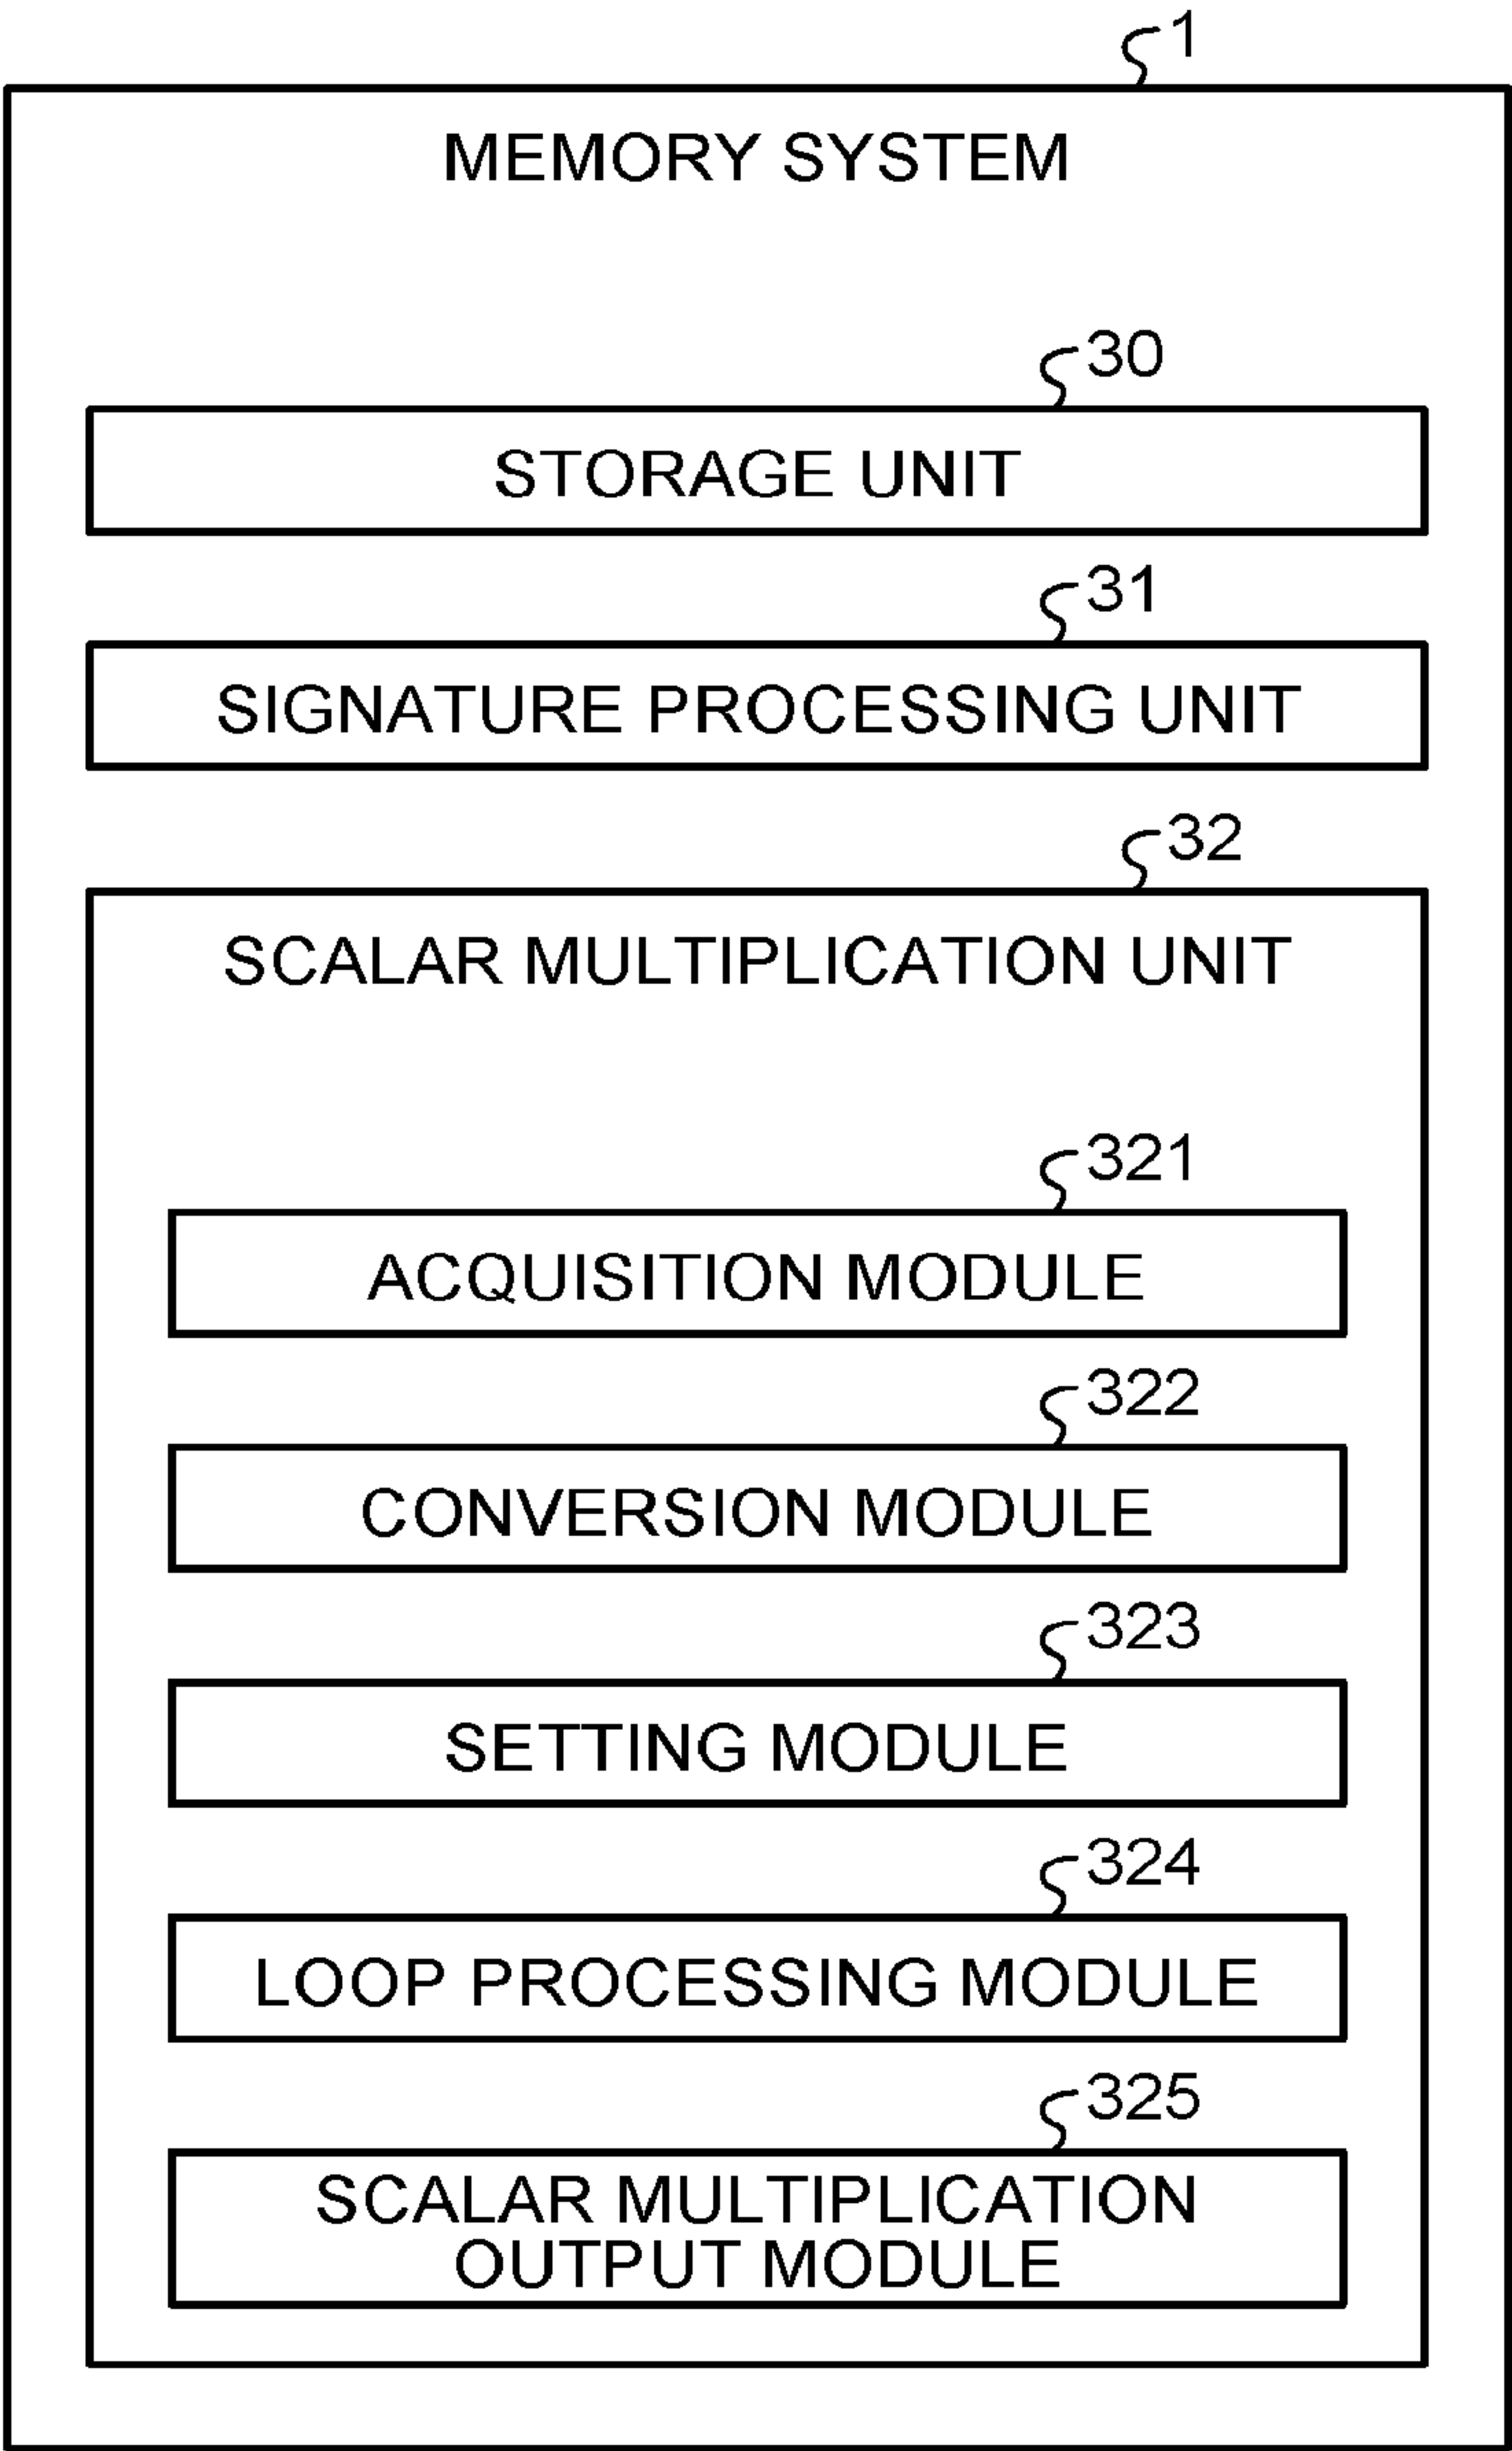 1
MEMORY SYSTEM
30
STORAGE UNIT
31
SIGNATURE PROCESSING UNIT
32
SCALAR MULTIPLICATION UNIT
321
ACQUISITION MODULE
322
CONVERSION MODULE
323
SETTING MODULE
324
LOOP PROCESSING MODULE
325
SCALAR MULTIPLICATION
OUTPUT MODULE